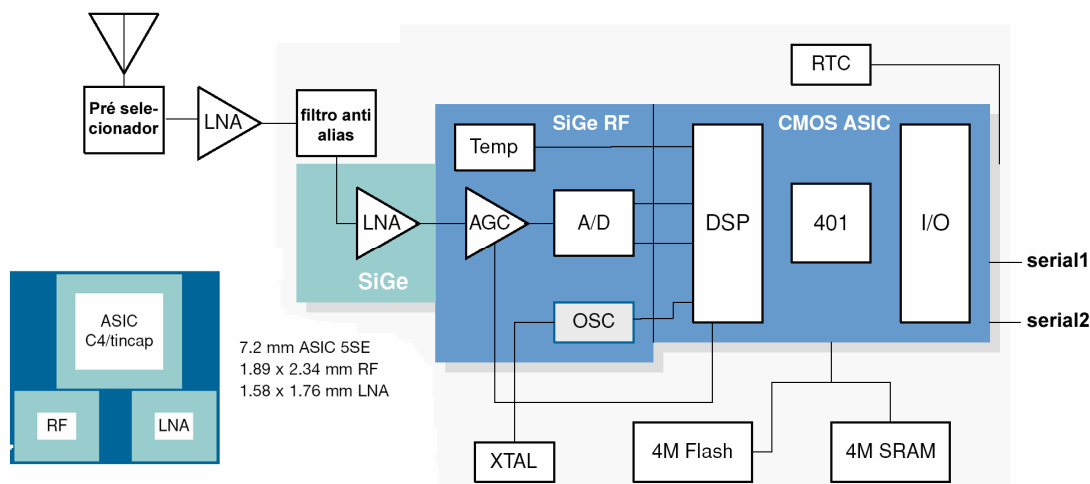 RTC
Pré sele-
cionador
LNA
filtro anti
alias
SiGe RF
CMOS ASIC
Temp
LNA
AGC
A/D
DSP
401
I/O
SiGe
serial1
OSC
serial2
ASIC
C4/tincap
7.2 mm ASIC 5SE
1.89 x 2.34 mm RF
1.58 x 1.76 mm LNA
RF
LNA
XTAL
4M Flash
4M SRAM